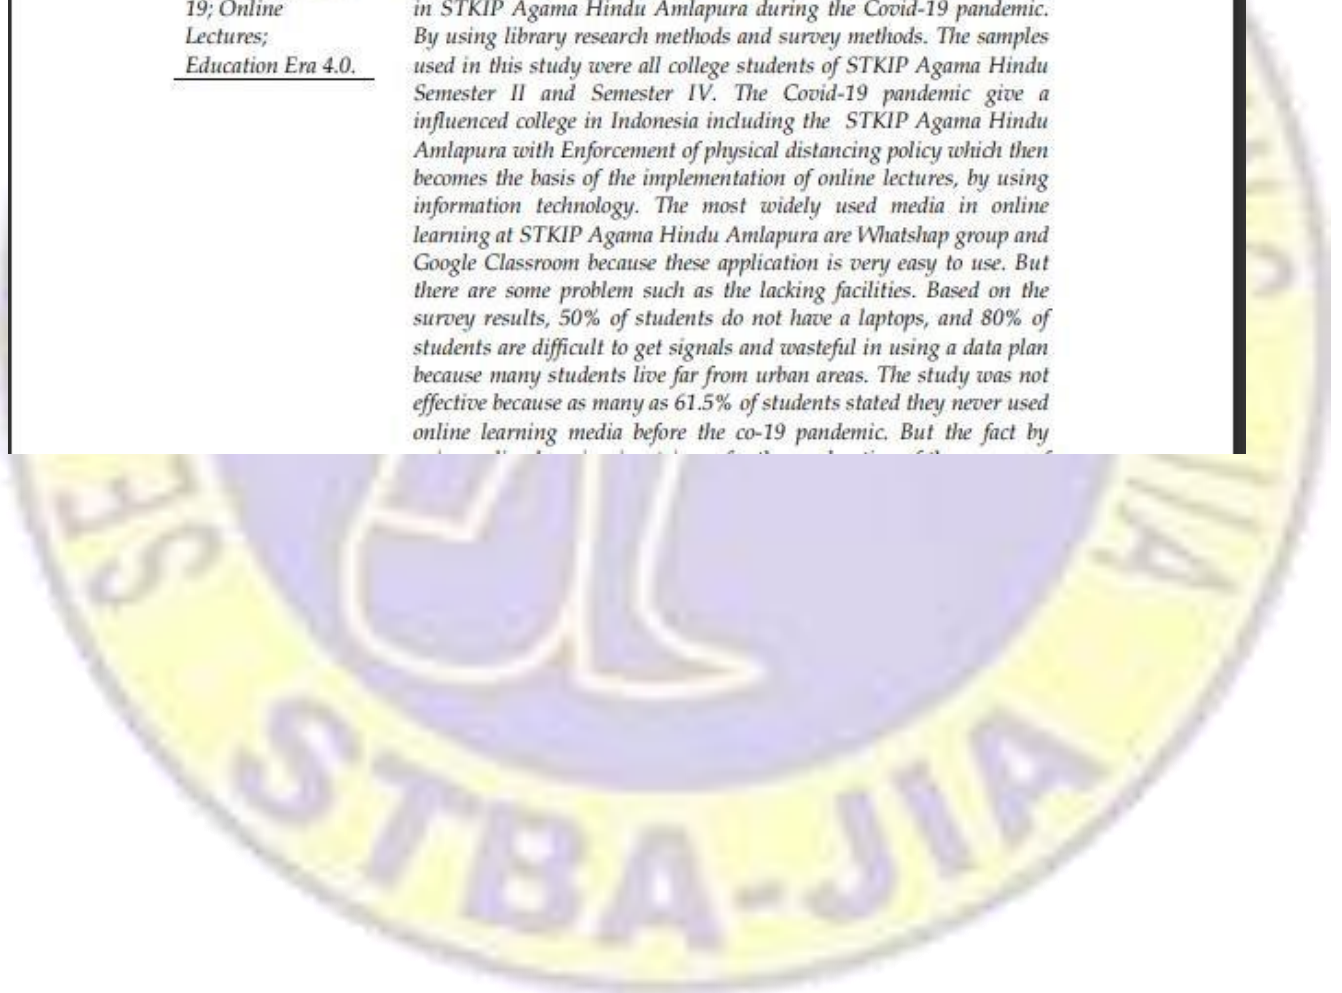 19; Online
Lectures;
Education Era 4.0.
in STKIP Agama Hindu Amlapura during the Covid-19 pandemic.
By using library research methods and survey methods. The samples
used in this study were all college students of STKIP Agama Hindu
Semester II and Semester IV. The Covid-19 pandemic give a
influenced college in Indonesia including the STKIP Agama Hindu
Amlapura with Enforcement of physical distancing policy which then
becomes the basis of the implementation of online lectures, by using
information technology. The most widely used media in online
learning at STKIP Agama Hindu Amlapura are Whatshap group and
Google Classroom because these application is very easy to use. But
there are some problem such as the lacking facilities. Based on the
survey results, 50% of students do not have a laptops, and 80% of
students are difficult to get signals and wasteful in using a data plan
because many students live far from urban areas. The study was not
effective because as many as 61.5% of students stated they never used
online learning media before the co-19 pandemic. But the fact by
STBA-JIA